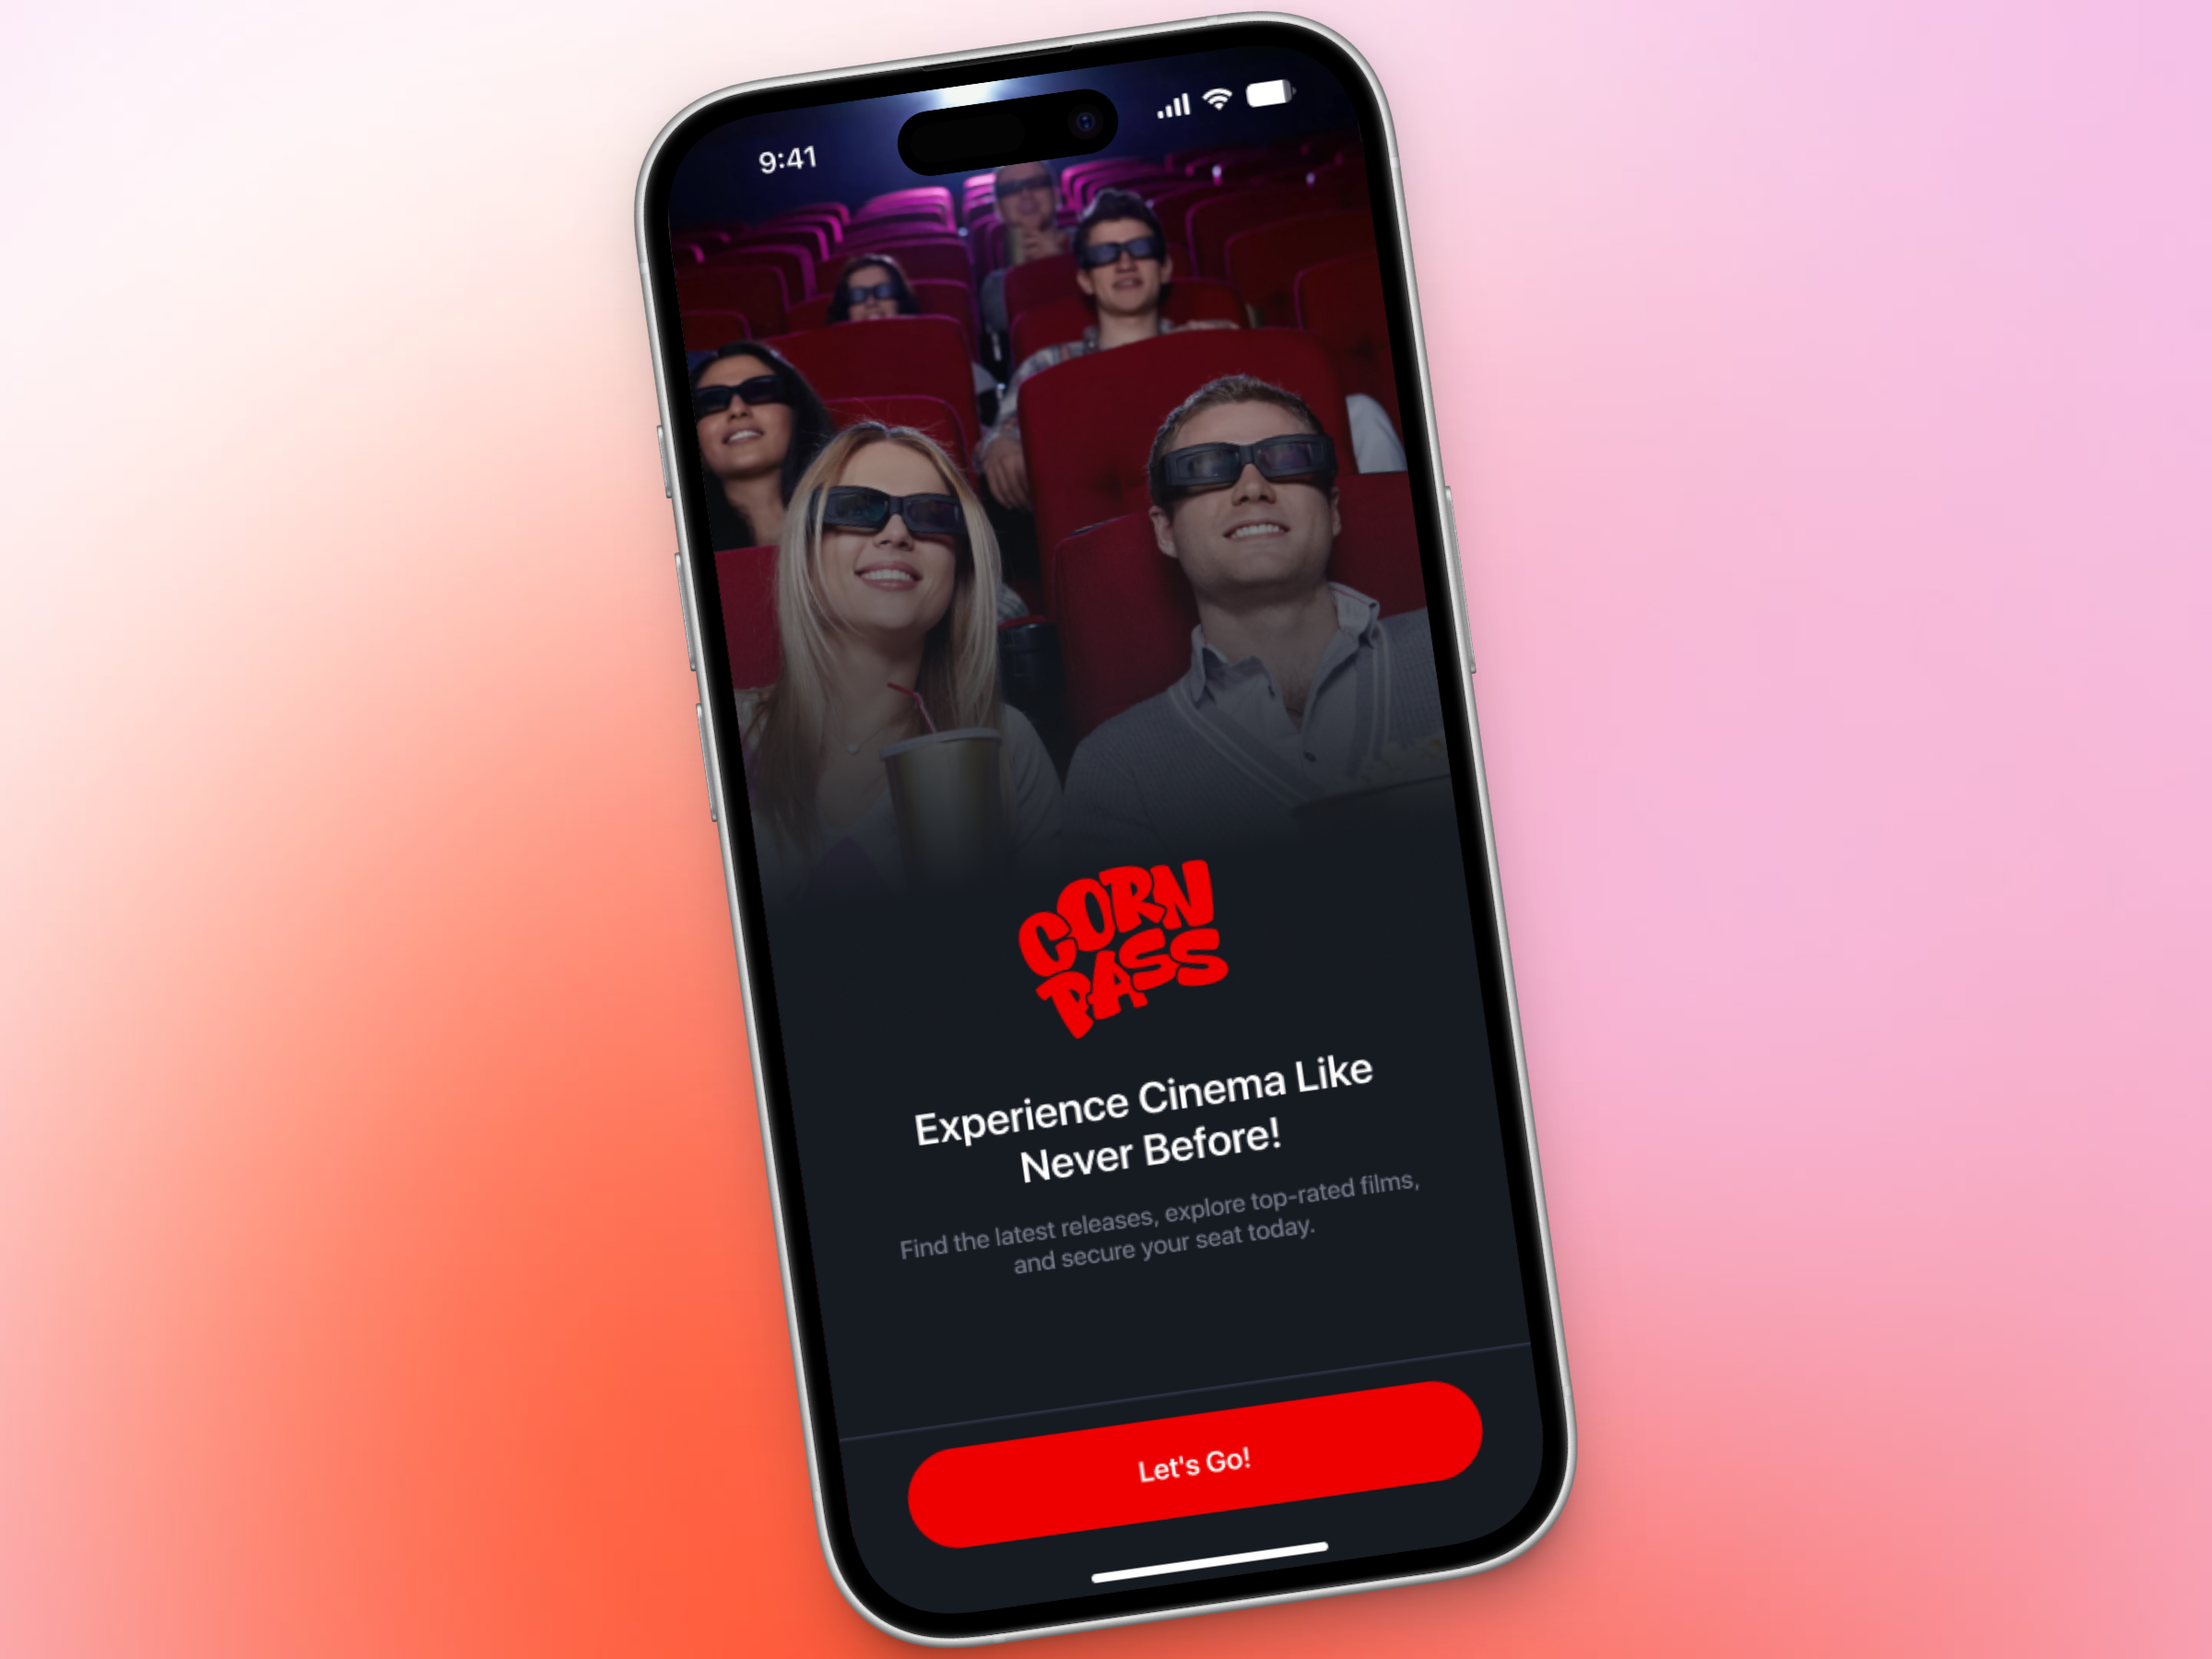 9:41
CORN
PASS
Experience Cinema Like
Never Before!
Find the latest releases, explore top-rated films,
and secure your seat today.
Let's Go!